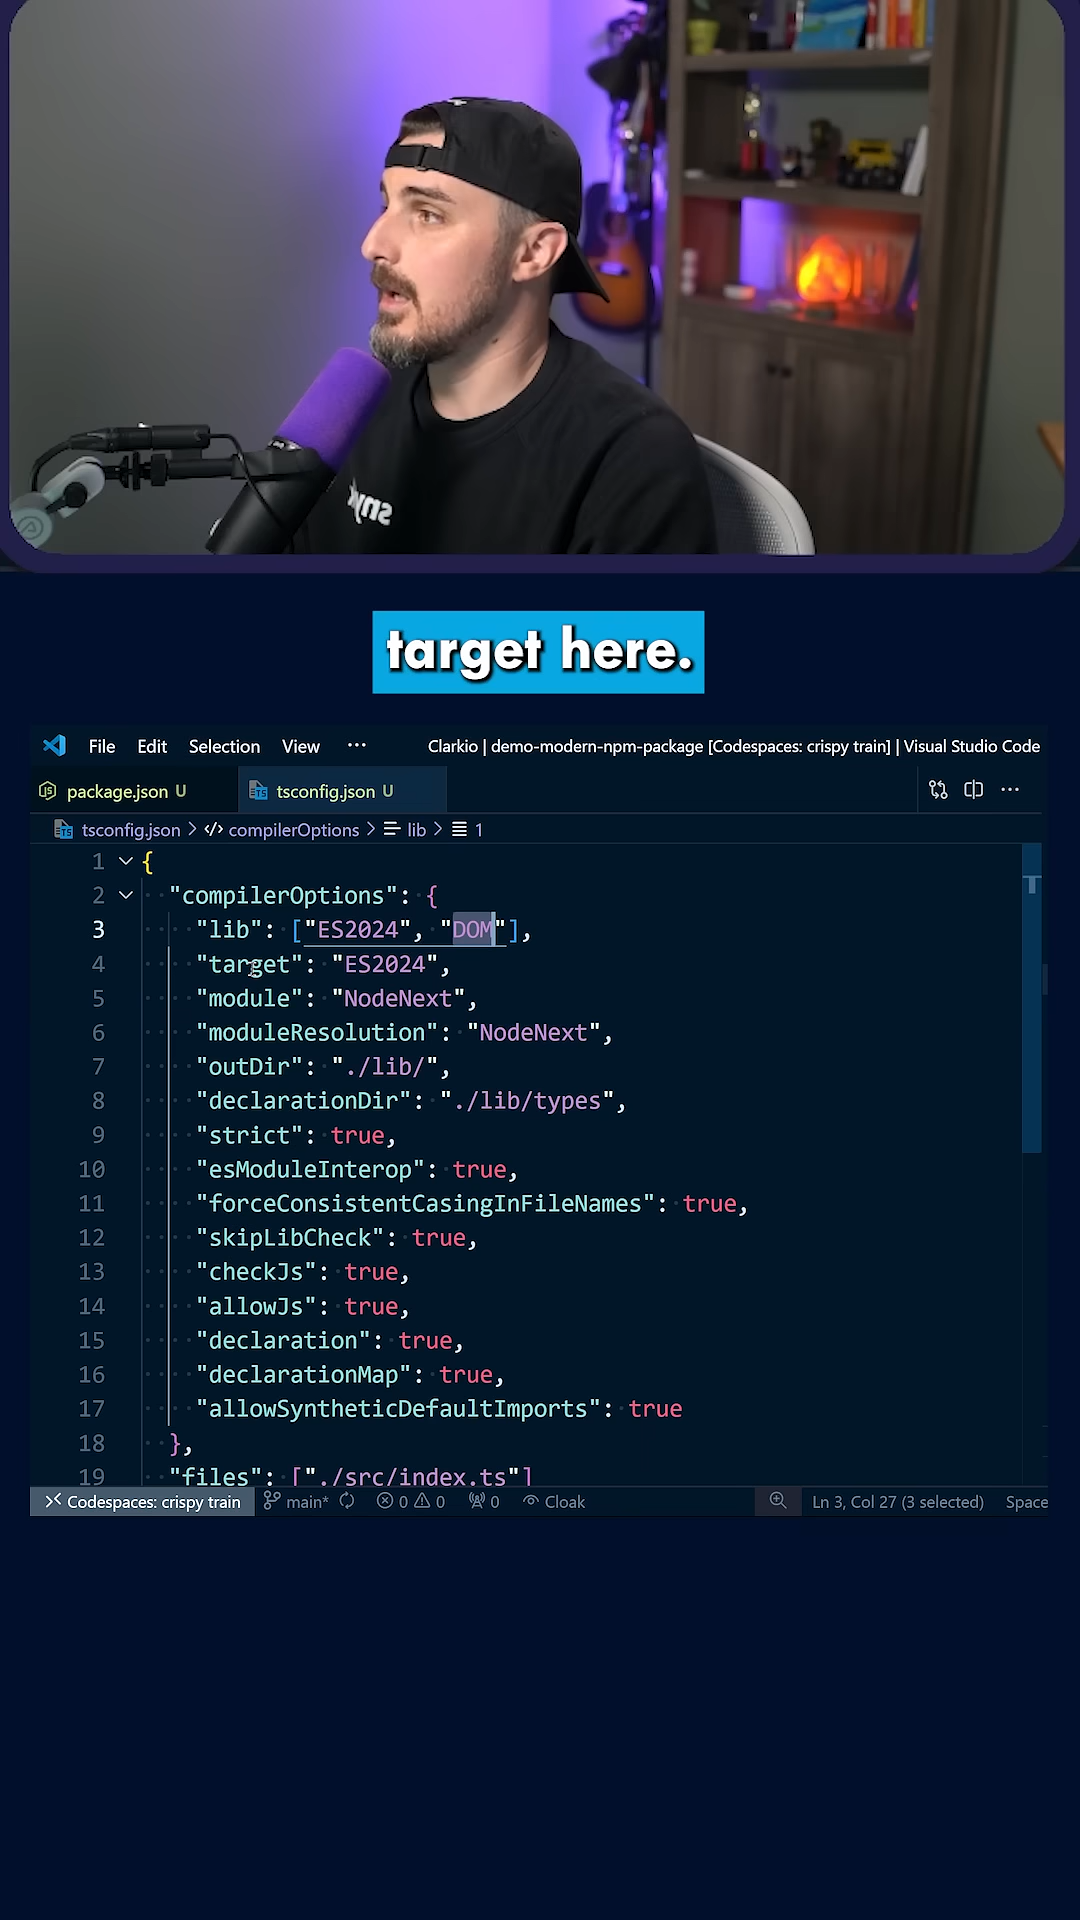 snyk
target here.
File Edit Selection View ··· Clarkio | demo-modern-npm-package [Codespaces: crispy train] | Visual Studio Code
package.json U tsconfig.json U ···
tsconfig.json > </> compilerOptions > lib > 1
1 {
2 "compilerOptions": {
3 "lib": ["ES2024", "DOM"],
4 "target": "ES2024",
5 "module": "NodeNext",
6 "moduleResolution": "NodeNext",
7 "outDir": "./lib/",
8 "declarationDir": "./lib/types",
9 "strict": true,
10 "esModuleInterop": true,
11 "forceConsistentCasingInFileNames": true,
12 "skipLibCheck": true,
13 "checkJs": true,
14 "allowJs": true,
15 "declaration": true,
16 "declarationMap": true,
17 "allowSyntheticDefaultImports": true
18 },
19 "files": ["./src/index.ts"]
Codespaces: crispy train main* 0 0 0 Cloak Ln 3, Col 27 (3 selected) Space